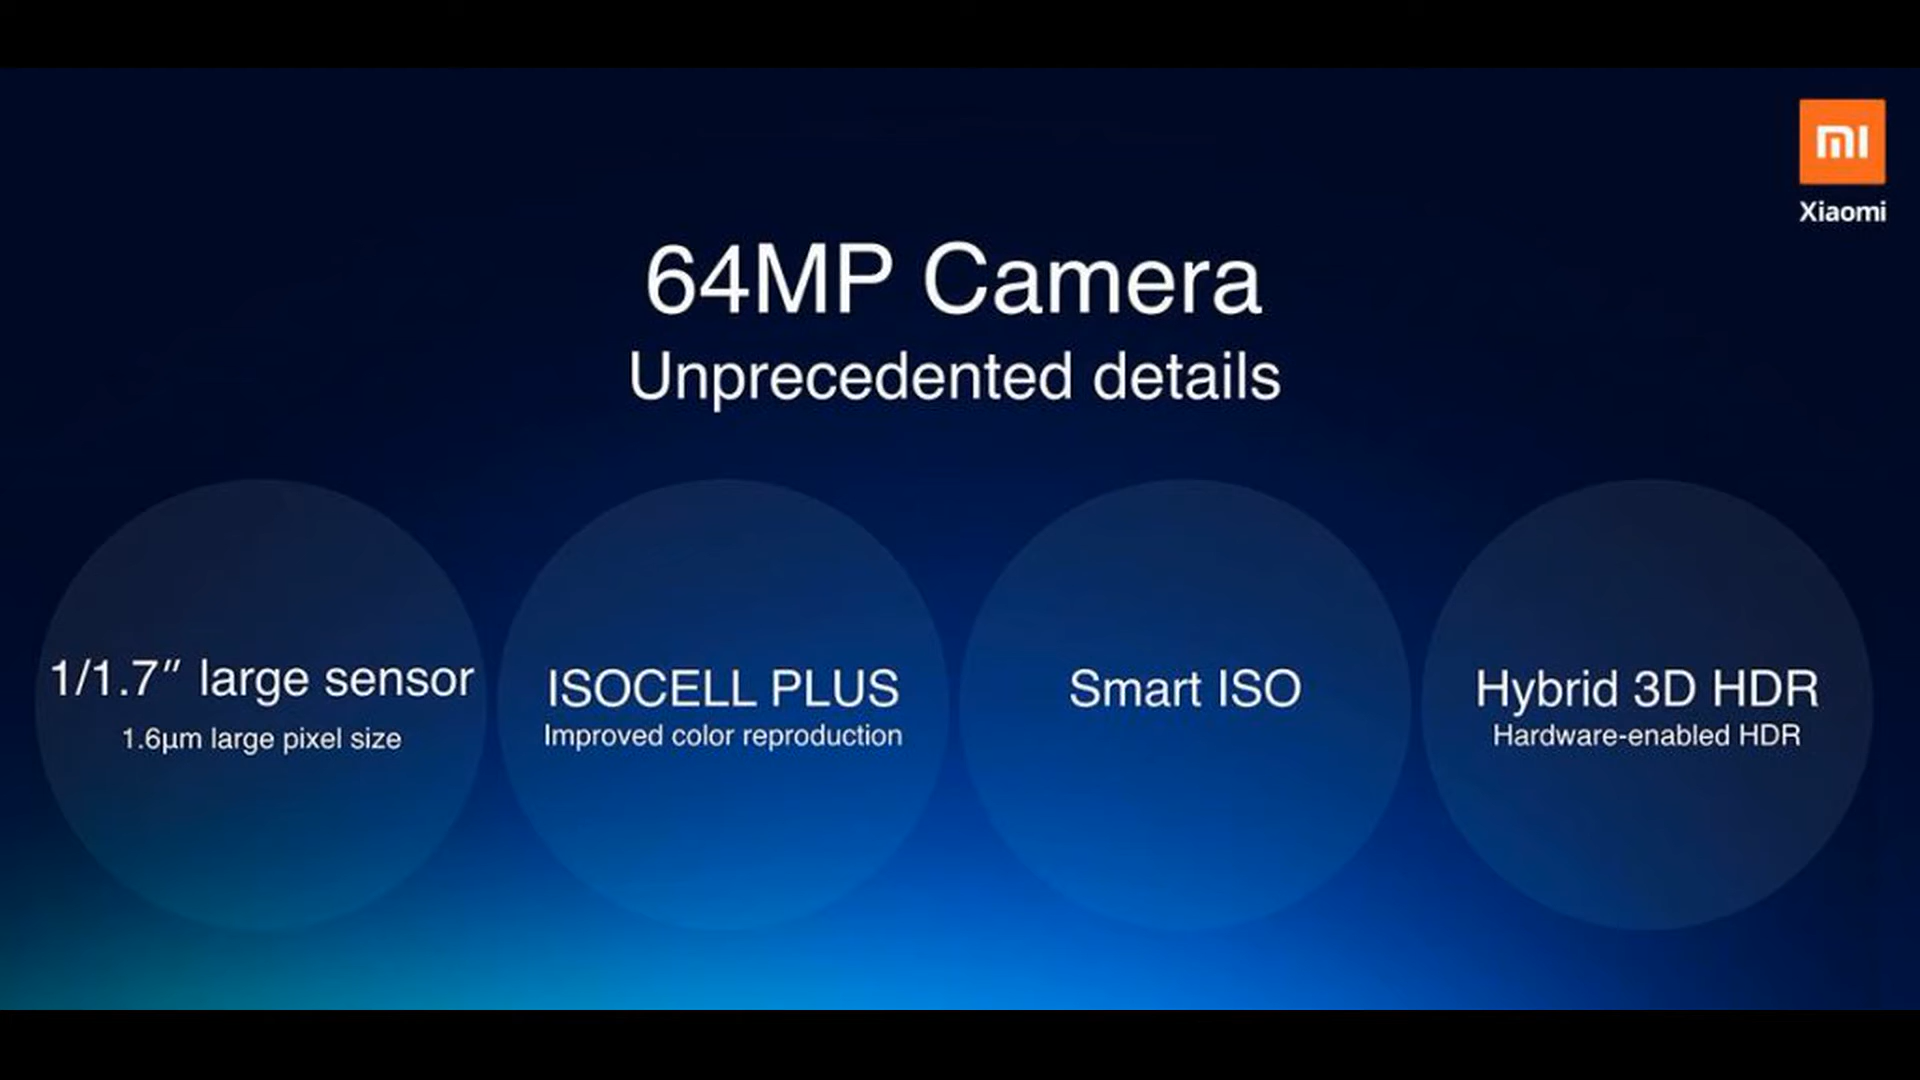 mi
Xiaomi
64MP Camera
Unprecedented details
1/1.7″ large sensor
1.6μm large pixel size
ISOCELL PLUS
Improved color reproduction
Smart ISO
Hybrid 3D HDR
Hardware-enabled HDR